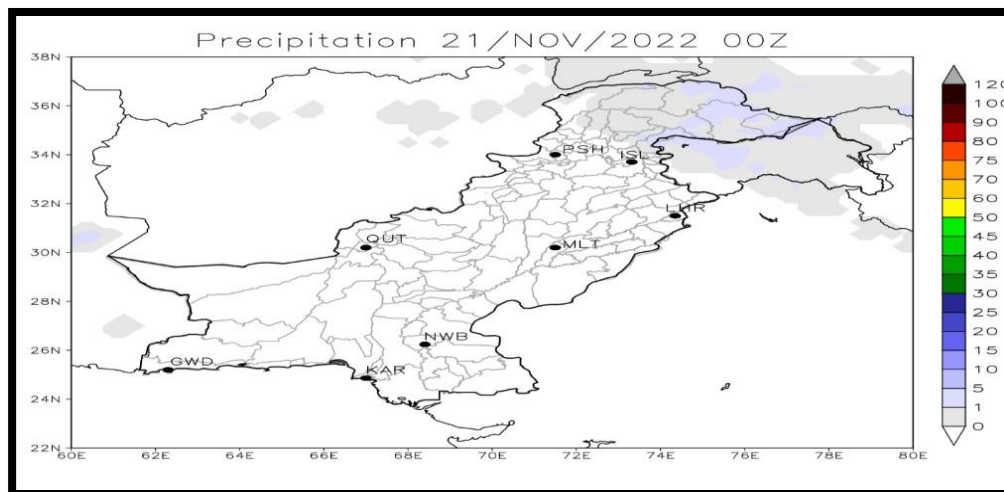 Precipitation 21/NOV/2022 00Z
38N
36N
34N
32N
30N
28N
26N
24N
22N
60E 62E 64E 66E 68E 70E 72E 74E 76E 78E 80E
PSH
ISL
LHR
QUT
MLT
NWB
GWD
KAR
120
100
90
80
75
70
60
50
45
40
35
30
25
20
15
10
5
1
0